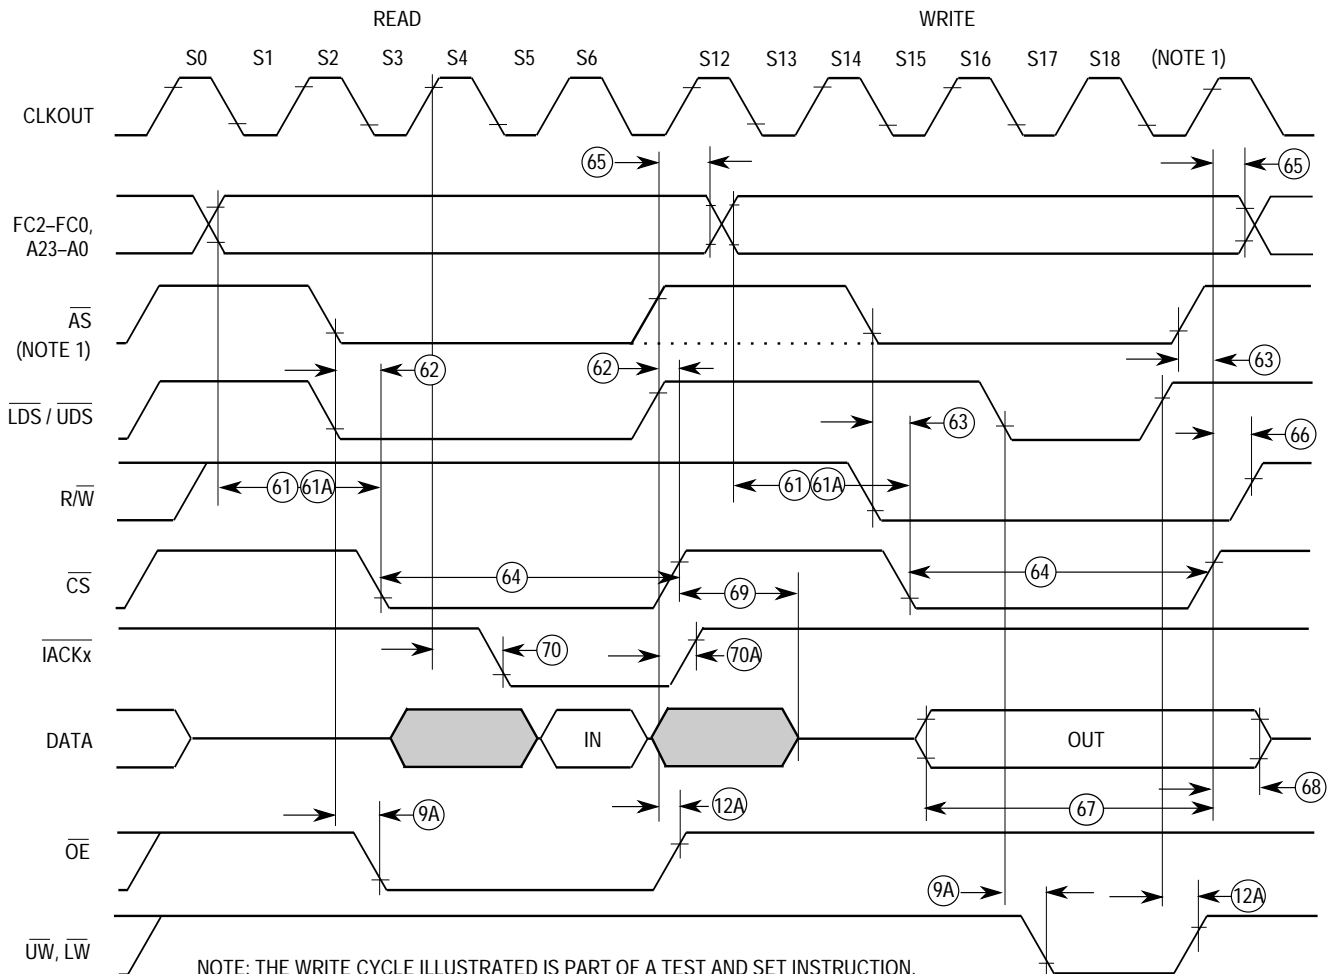 READ WRITE
S0 S1 S2 S3 S4 S5 S6 S12 S13 S14 S15 S16 S17 S18 (NOTE 1)
CLKOUT
65 65
FC2–FC0,
A23–A0
AS
(NOTE 1)
62 62 63
LDS / UDS
63 66
R/W
61 61A 61 61A
CS
64 69 64
IACKx
70 70A
DATA
IN OUT
67 68
9A 12A
OE
9A 12A
UW, LW
NOTE: THE WRITE CYCLE ILLUSTRATED IS PART OF A TEST AND SET INSTRUCTION.